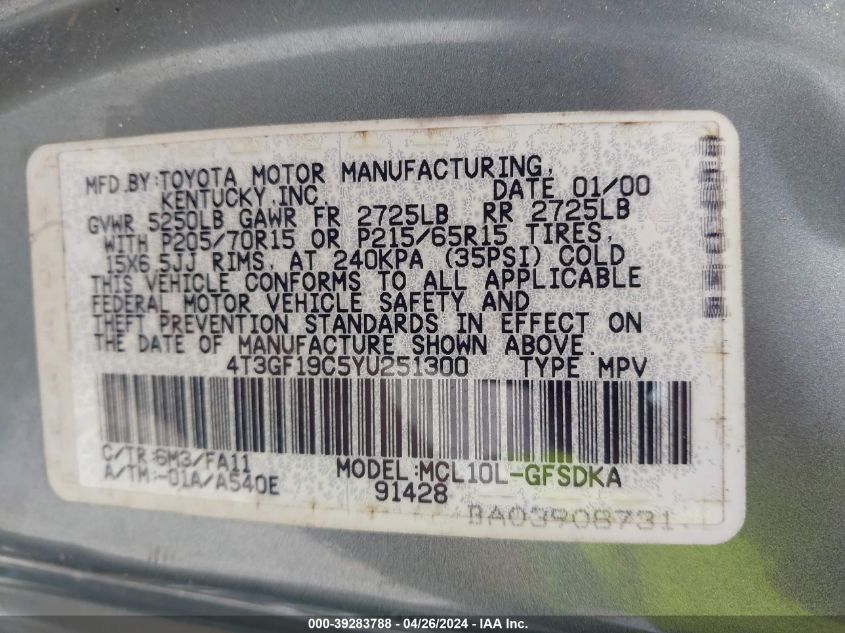 MFD.BY:TOYOTA MOTOR MANUFACTURING,
KENTUCKY,INC. DATE 01/00
GVWR 5250LB GAWR FR 2725LB RR 2725LB
WITH P205/70R15 OR P215/65R15 TIRES,
15X6.5JJ RIMS, AT 240KPA (35PSI) COLD
THIS VEHICLE CONFORMS TO ALL APPLICABLE
FEDERAL MOTOR VEHICLE SAFETY AND
THEFT PREVENTION STANDARDS IN EFFECT ON
THE DATE OF MANUFACTURE SHOWN ABOVE.
4T3GF19C5YU251300 TYPE MPV
C/TR:6M3/FA11
A/TM:-01A/A540E
MODEL:MCL10L-GFSDKA
91428
BA03908731
000-39283788 - 04/26/2024 - IAA Inc.